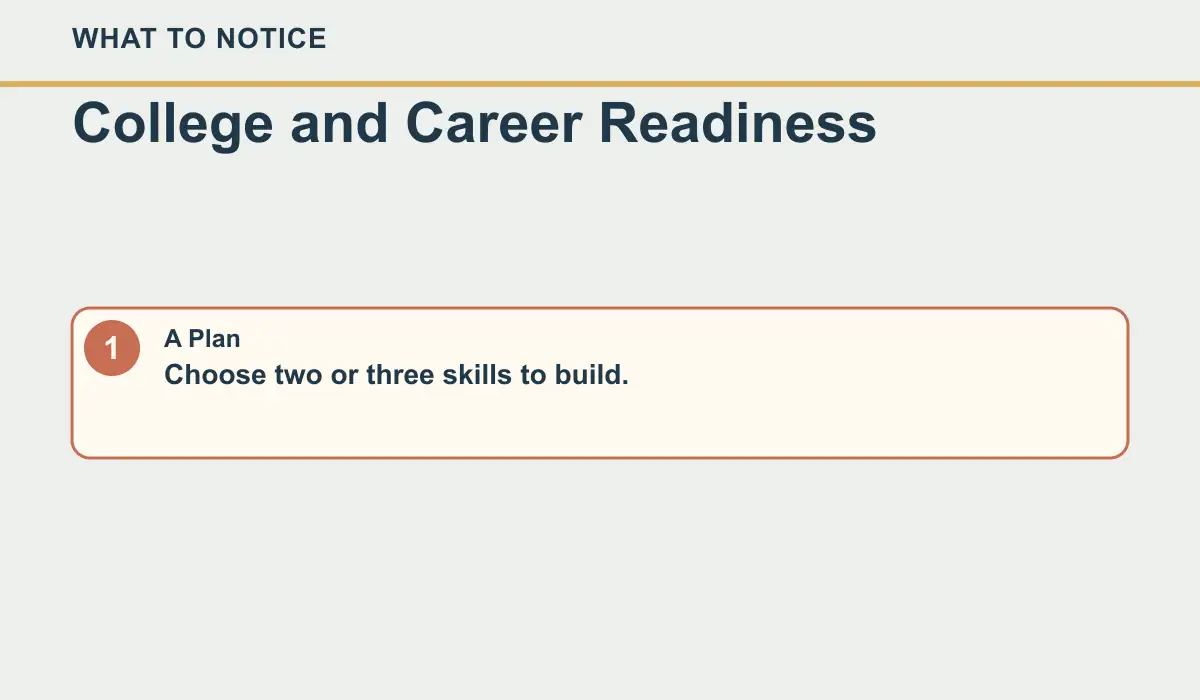 WHAT TO NOTICE
College and Career Readiness
1
A Plan
Choose two or three skills to build.